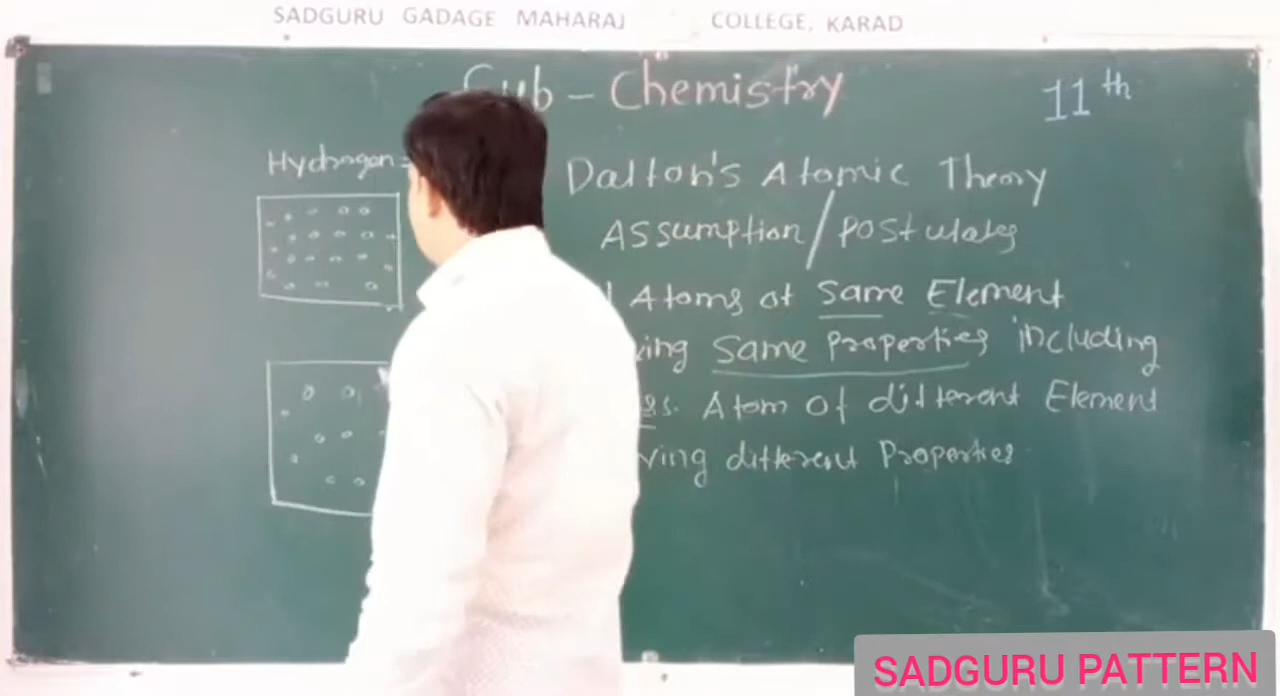 SADGURU GADAGE MAHARAJ COLLEGE, KARAD
Sub - Chemistry
11th
Hydrogen =
Dalton's Atomic Theory
Assumption / Postulates
Atoms of Same Element
Same Properties including
Atom of different Element
different Properties
SADGURU PATTERN